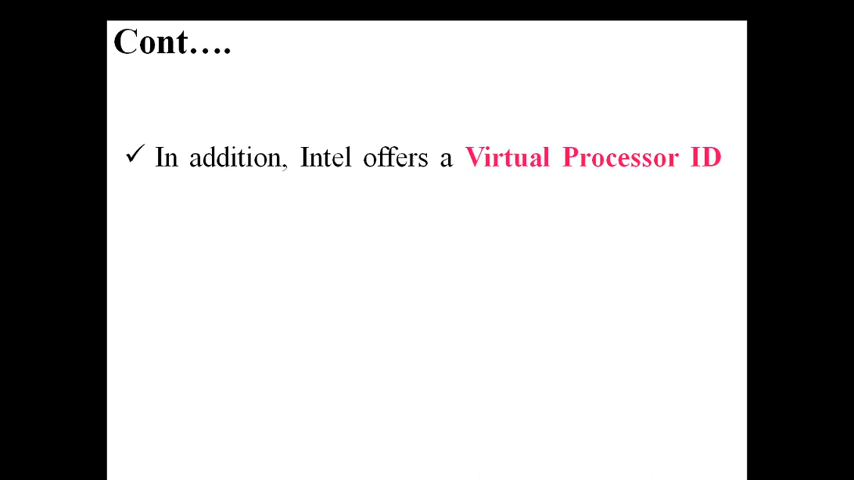 Cont….
✓ In addition, Intel offers a Virtual Processor ID